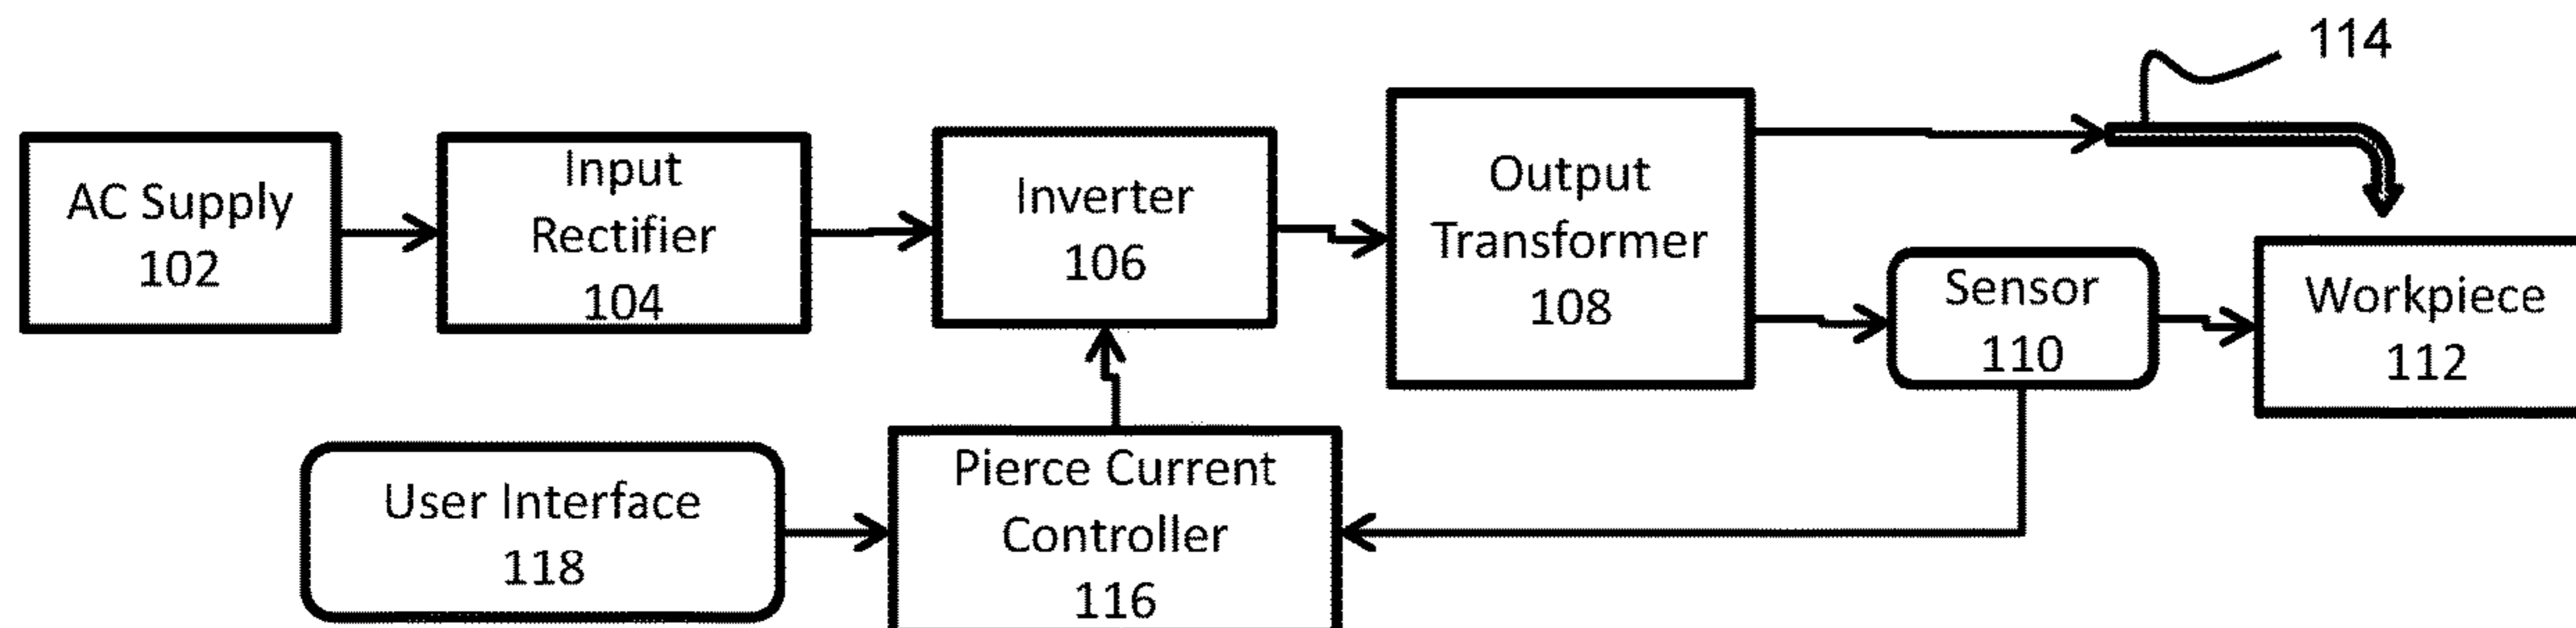 114
AC Supply
102
Input
Rectifier
104
Inverter
106
Output
Transformer
108
Sensor
110
Workpiece
112
User Interface
118
Pierce Current
Controller
116